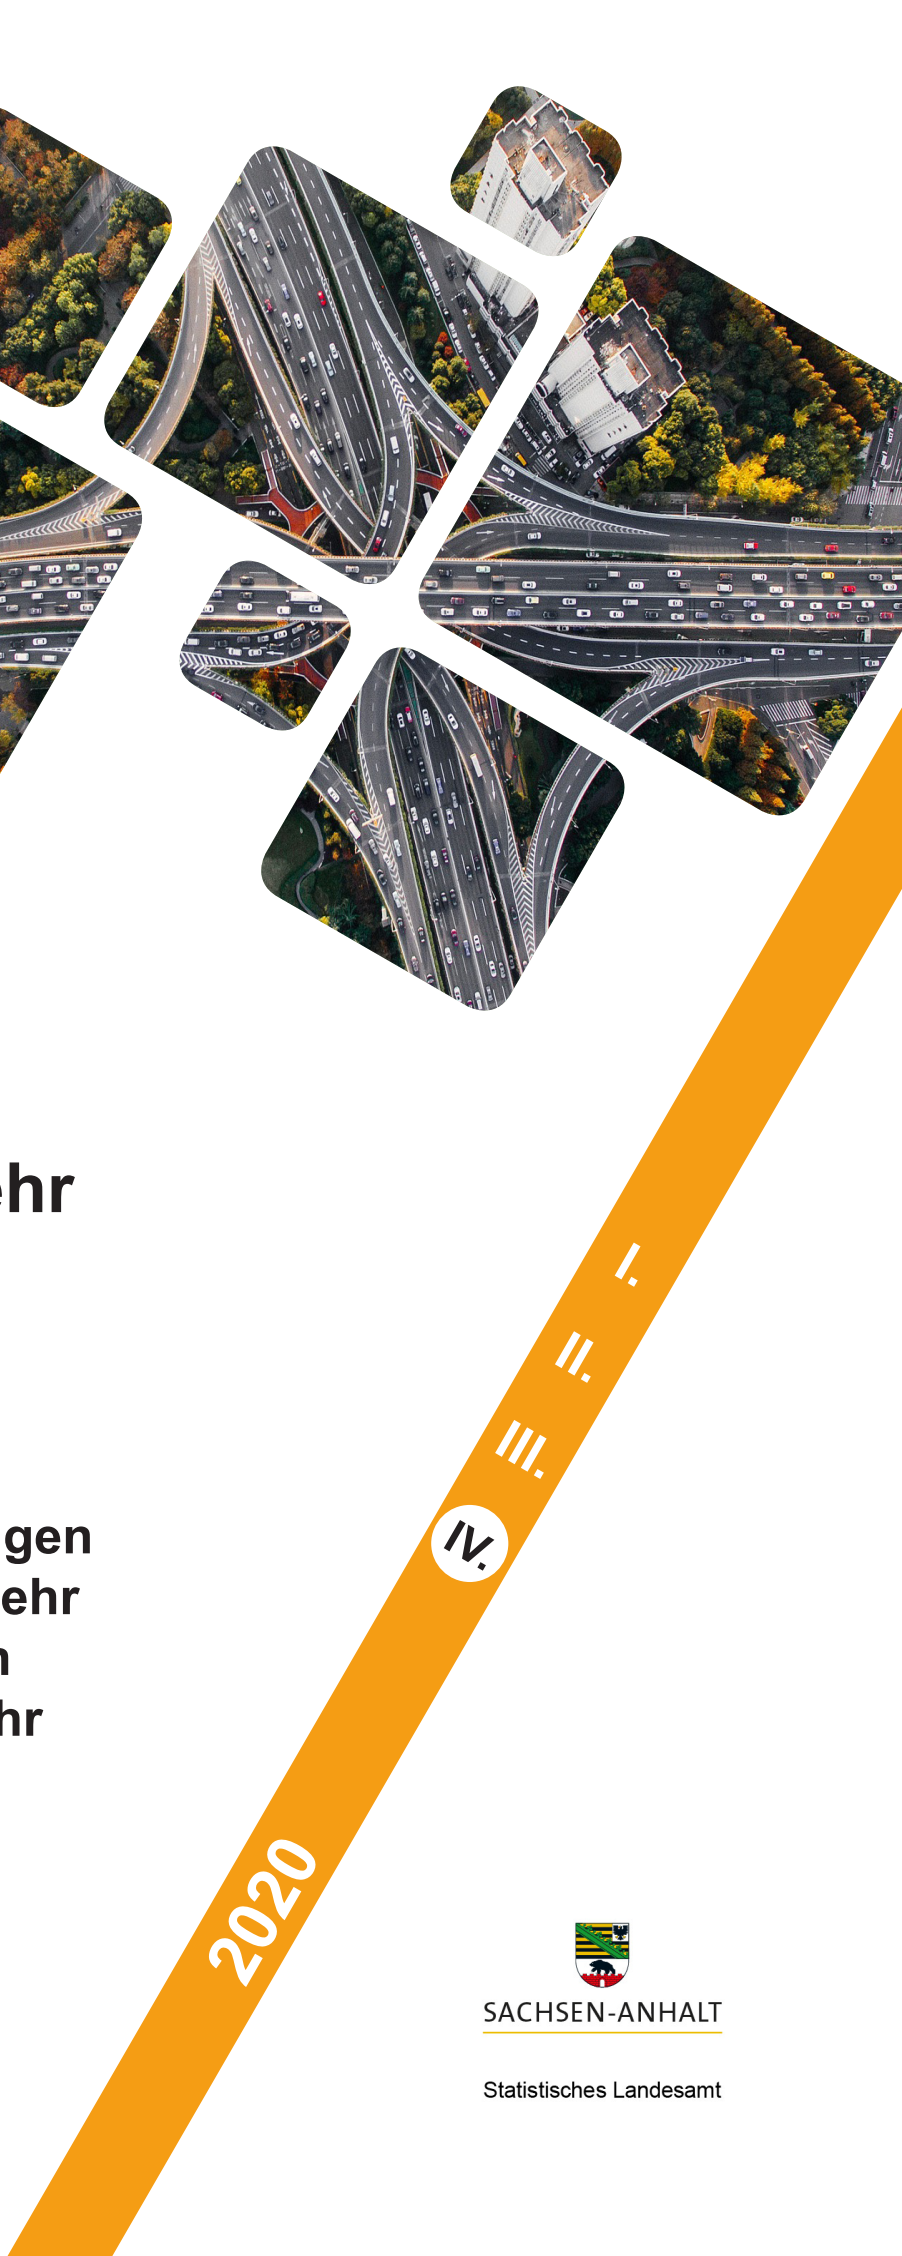 ehr
I.
II.
III.
IV.
gen
ehr
n
hr
2020
SACHSEN-ANHALT
Statistisches Landesamt